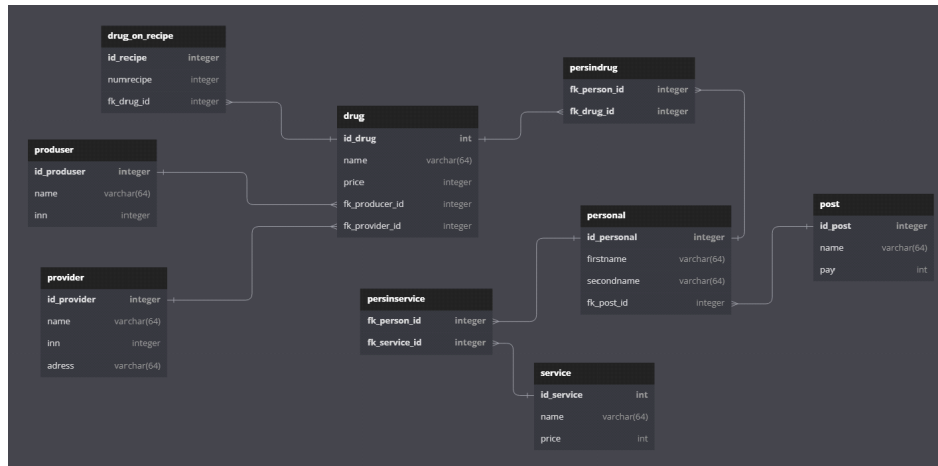 drug_on_recipe
id_recipe integer
numrecipe integer
fk_drug_id integer
produser
id_produser integer
name varchar(64)
inn integer
provider
id_provider integer
name varchar(64)
inn integer
adress varchar(64)
drug
id_drug int
name varchar(64)
price integer
fk_producer_id integer
fk_provider_id integer
persindrug
fk_person_id integer
fk_drug_id integer
personal
id_personal integer
firstname varchar(64)
secondname varchar(64)
fk_post_id integer
post
id_post integer
name varchar(64)
pay int
persinservice
fk_person_id integer
fk_service_id integer
service
id_service int
name varchar(64)
price int